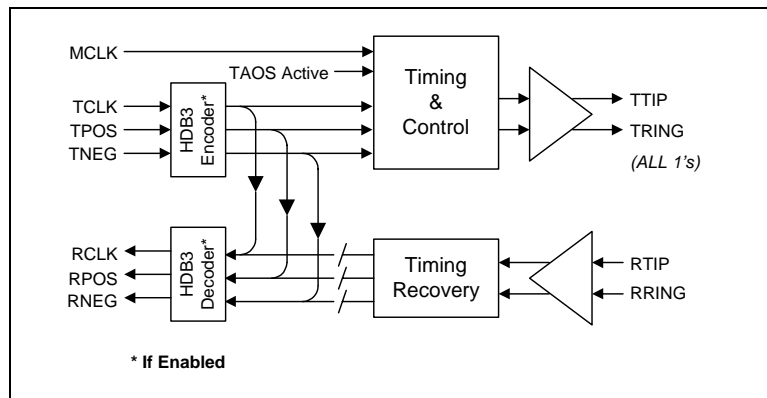 MCLK
TAOS Active
TCLK
TPOS
TNEG
HDB3
Encoder*
Timing
&
Control
TTIP
TRING
(ALL 1's)
RCLK
RPOS
RNEG
HDB3
Decoder*
Timing
Recovery
RTIP
RRING
* If Enabled